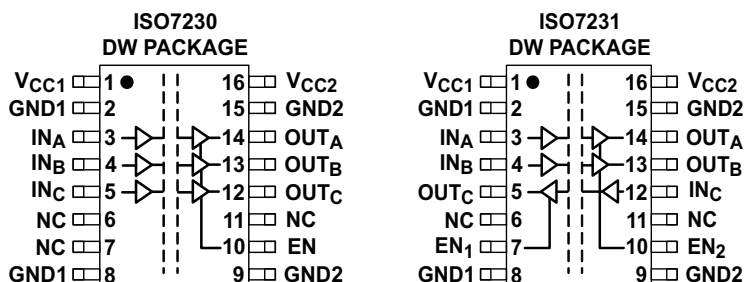 ISO7230
DW PACKAGE
VCC1 1 16 VCC2
GND1 2 15 GND2
INA 3 14 OUTA
INB 4 13 OUTB
INC 5 12 OUTC
NC 6 11 NC
NC 7 10 EN
GND1 8 9 GND2
ISO7231
DW PACKAGE
VCC1 1 16 VCC2
GND1 2 15 GND2
INA 3 14 OUTA
INB 4 13 OUTB
OUTC 5 12 INC
NC 6 11 NC
EN1 7 10 EN2
GND1 8 9 GND2